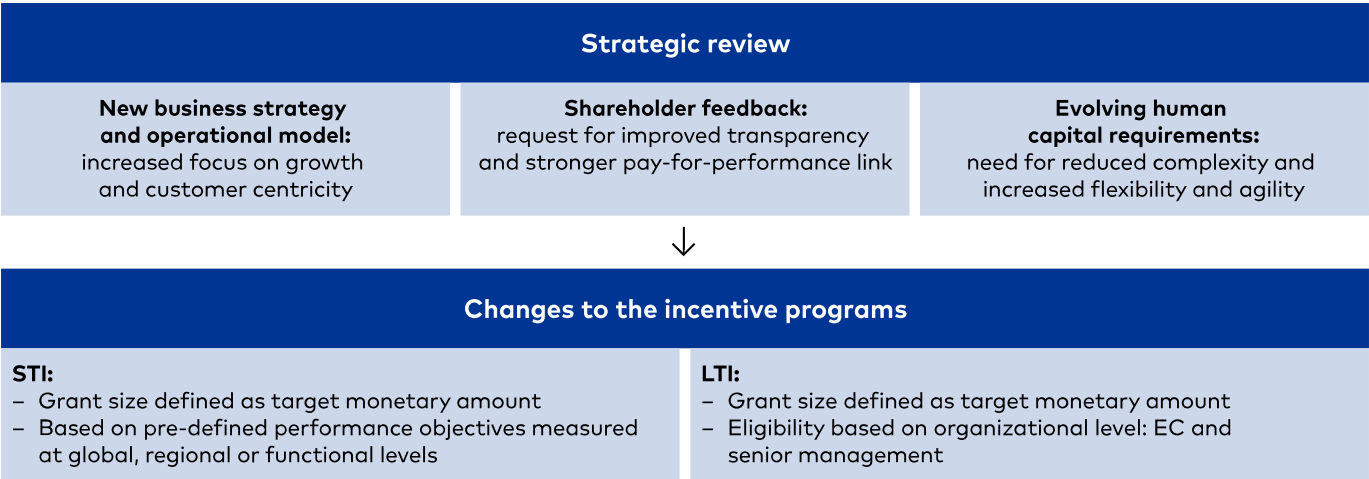 Strategic review
New business strategy
and operational model:
increased focus on growth
and customer centricity
Shareholder feedback:
request for improved transparency
and stronger pay-for-performance link
Evolving human
capital requirements:
need for reduced complexity and
increased flexibility and agility
↓
Changes to the incentive programs
STI:
– Grant size defined as target monetary amount
– Based on pre-defined performance objectives measured
at global, regional or functional levels
LTI:
– Grant size defined as target monetary amount
– Eligibility based on organizational level: EC and
senior management